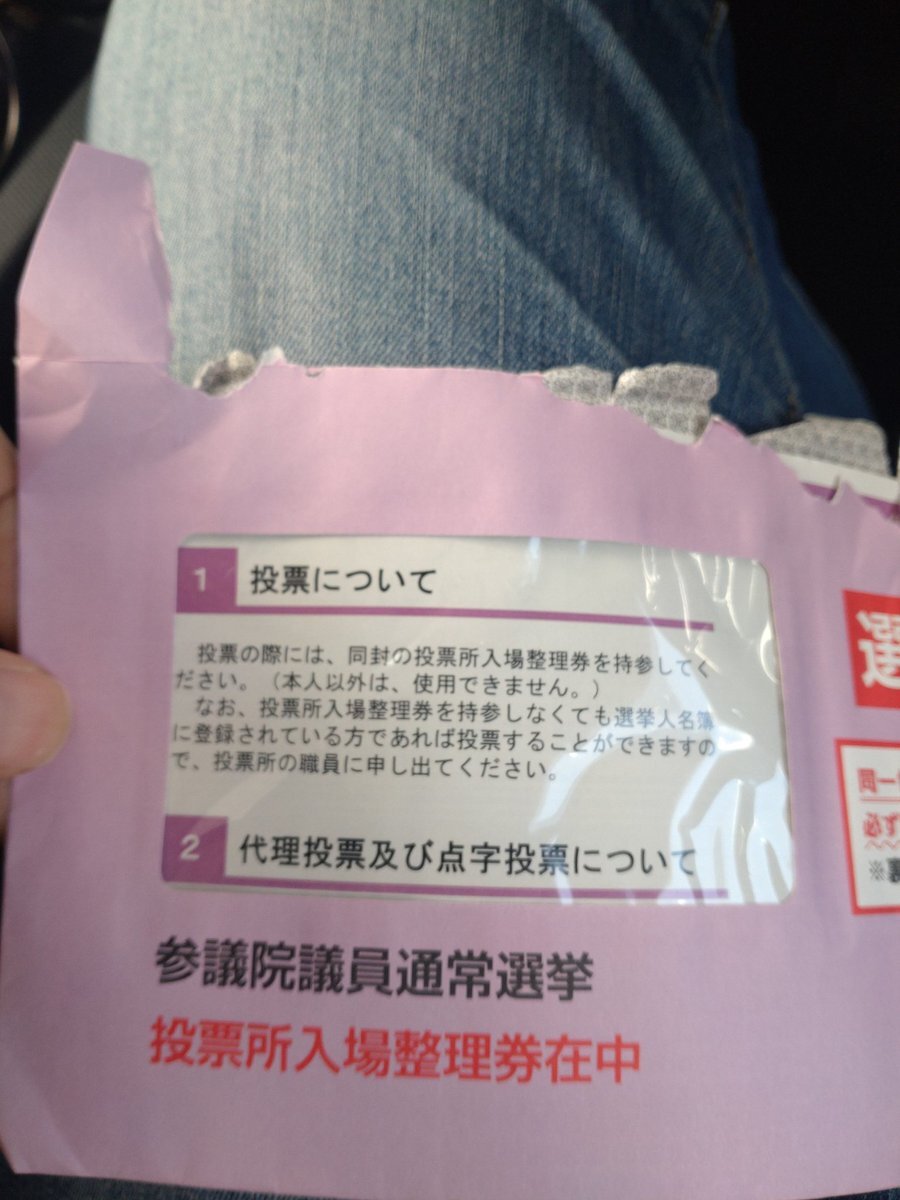 1 投票について
投票の際には、同封の投票所入場整理券を持参してく
ださい。（本人以外は、使用できません。）
なお、投票所入場整理券を持参しなくても選挙人名簿
に登録されている方であれば投票することができますの
で、投票所の職員に申し出てください。
2 代理投票及び点字投票について
参議院議員通常選挙
投票所入場整理券在中
選
同一
必ず